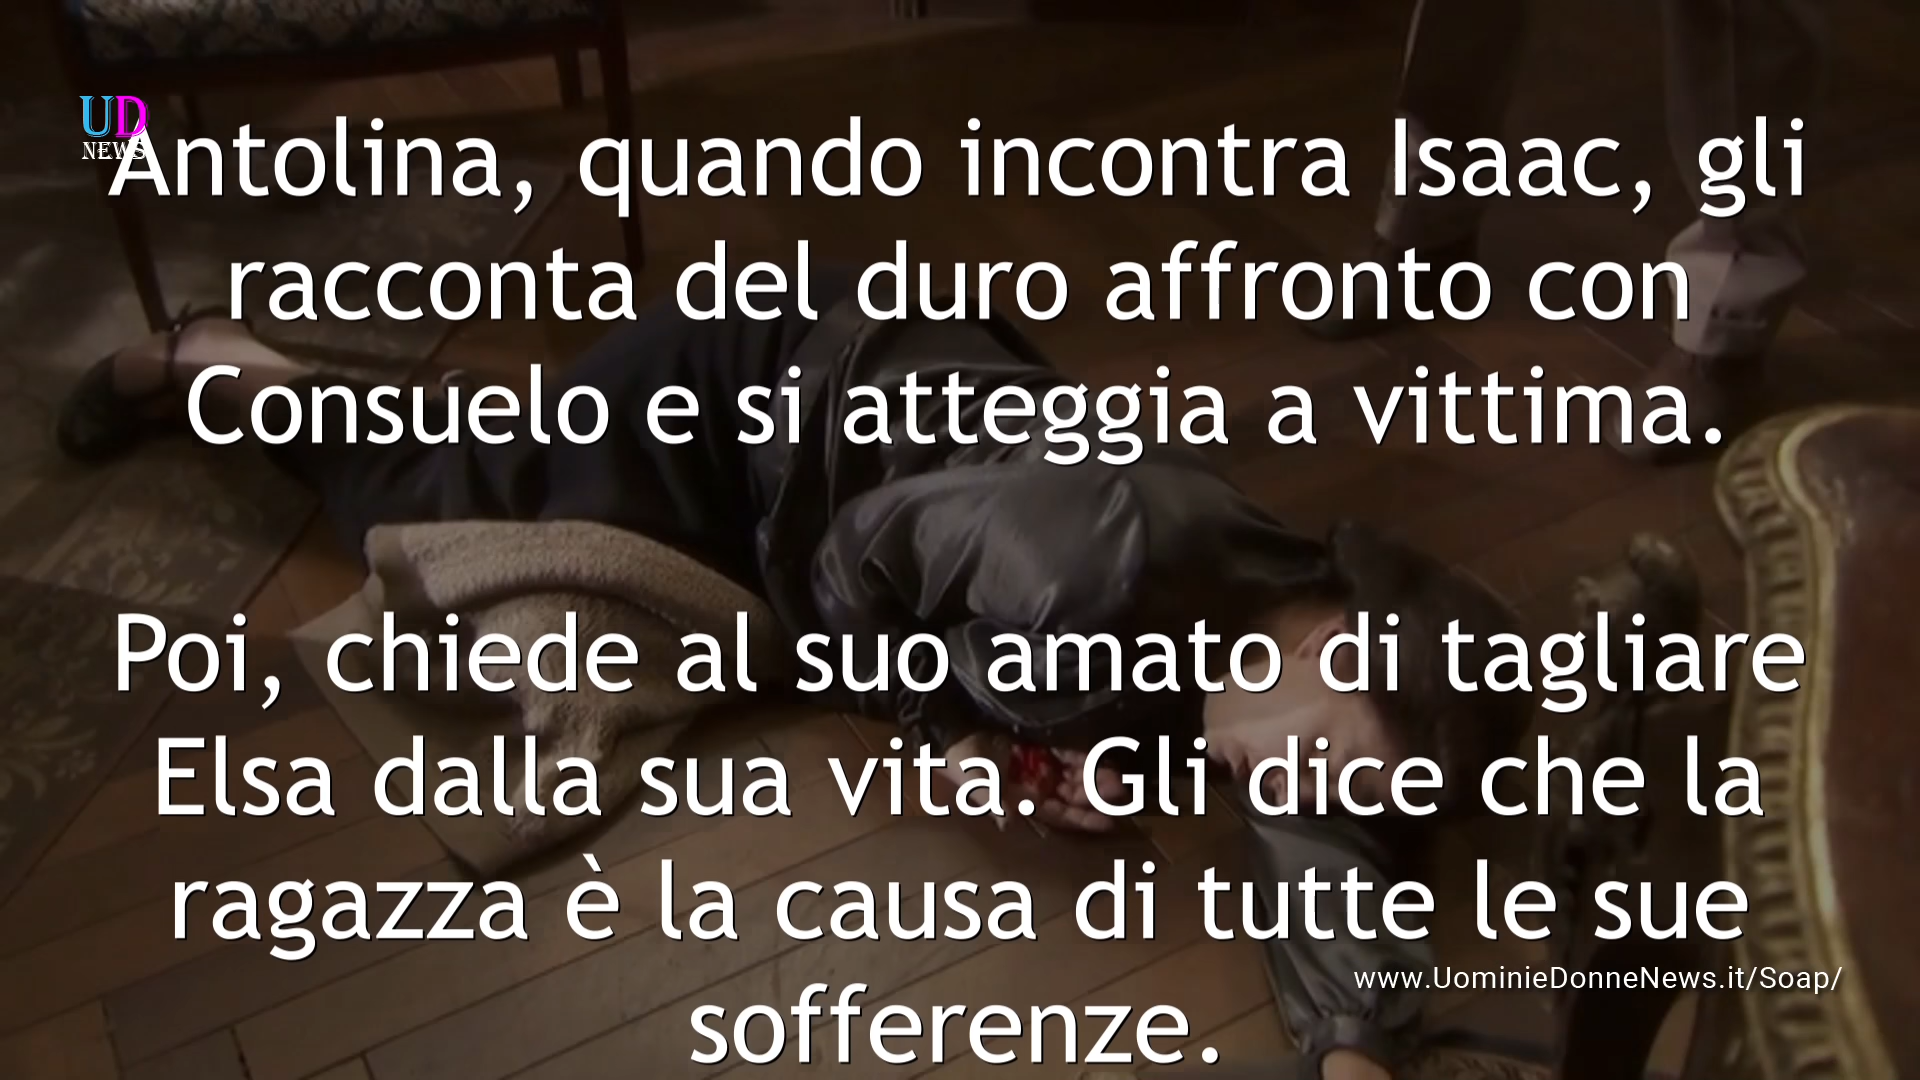 UD
NEWS
Antolina, quando incontra Isaac, gli
racconta del duro affronto con
Consuelo e si atteggia a vittima.
Poi, chiede al suo amato di tagliare
Elsa dalla sua vita. Gli dice che la
ragazza è la causa di tutte le sue
www.UominieDonneNews.it/Soap/
sofferenze.